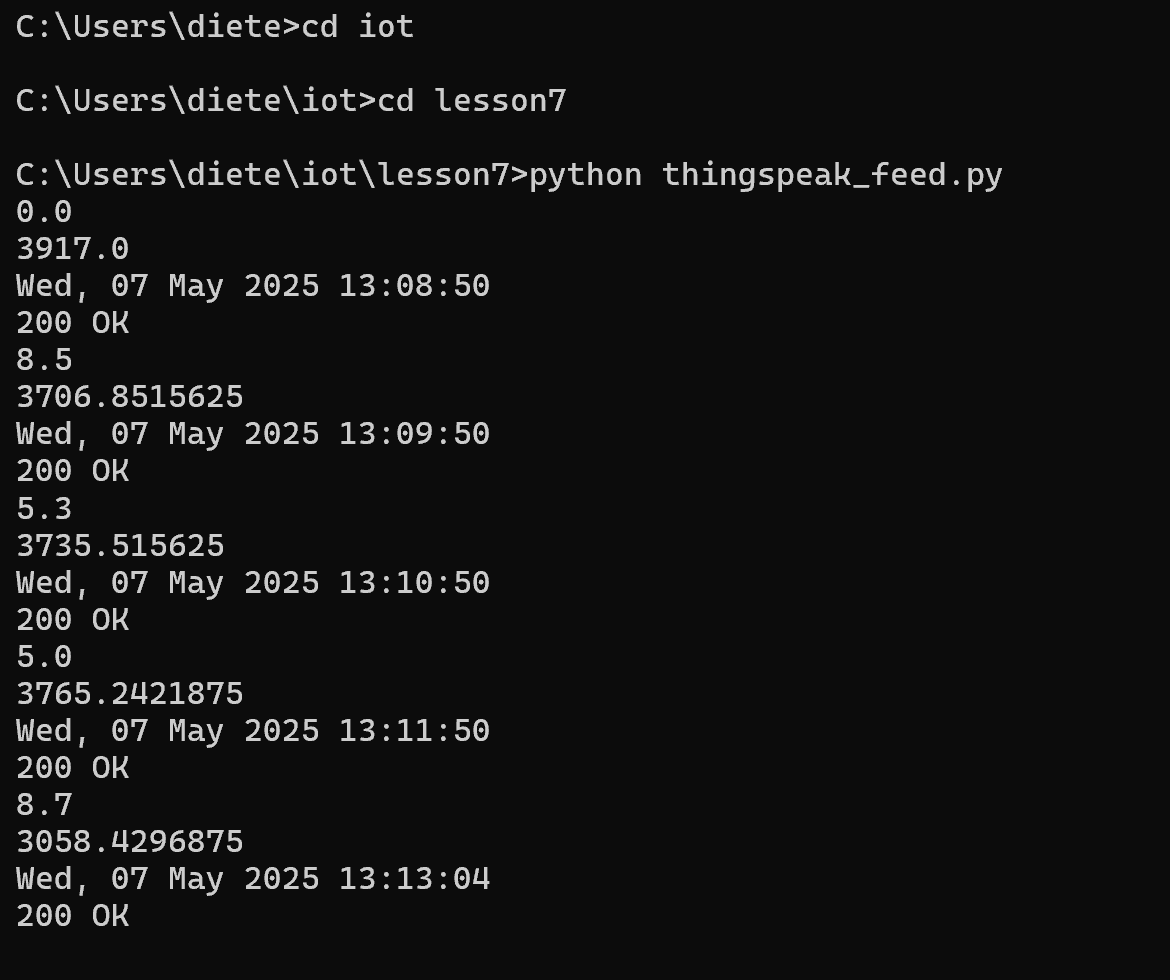 C:\Users\diete>cd iot
C:\Users\diete\iot>cd lesson7
C:\Users\diete\iot\lesson7>python thingspeak_feed.py
0.0
3917.0
Wed, 07 May 2025 13:08:50
200 OK
8.5
3706.8515625
Wed, 07 May 2025 13:09:50
200 OK
5.3
3735.515625
Wed, 07 May 2025 13:10:50
200 OK
5.0
3765.2421875
Wed, 07 May 2025 13:11:50
200 OK
8.7
3058.4296875
Wed, 07 May 2025 13:13:04
200 OK